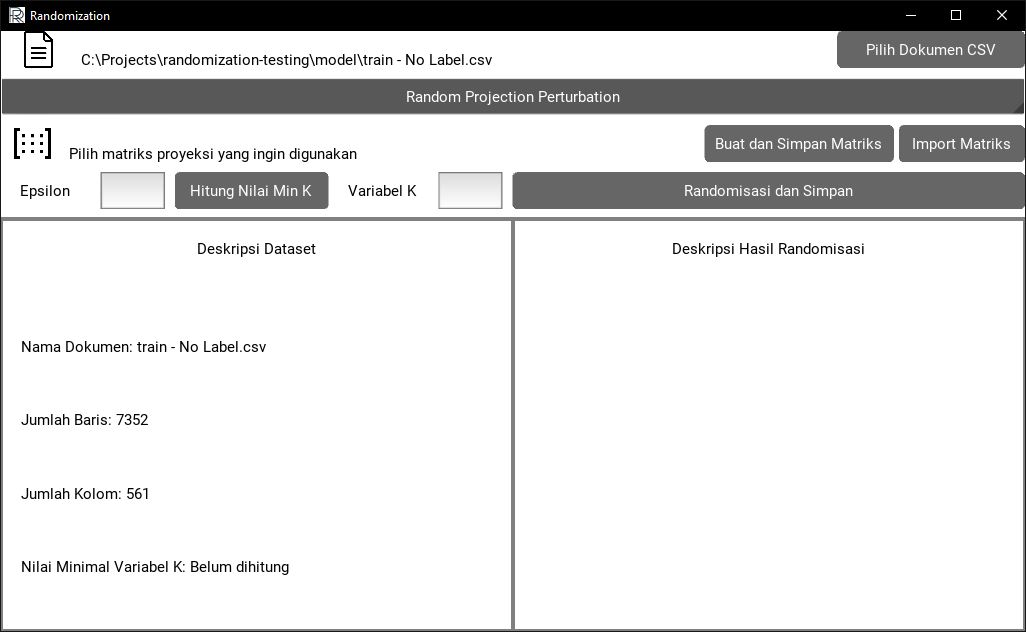 Randomization
C:\Projects\randomization-testing\model\train - No Label.csv
Pilih Dokumen CSV
Random Projection Perturbation
Pilih matriks proyeksi yang ingin digunakan
Buat dan Simpan Matriks
Import Matriks
Epsilon
Hitung Nilai Min K
Variabel K
Randomisasi dan Simpan
Deskripsi Dataset
Nama Dokumen: train - No Label.csv
Jumlah Baris: 7352
Jumlah Kolom: 561
Nilai Minimal Variabel K: Belum dihitung
Deskripsi Hasil Randomisasi